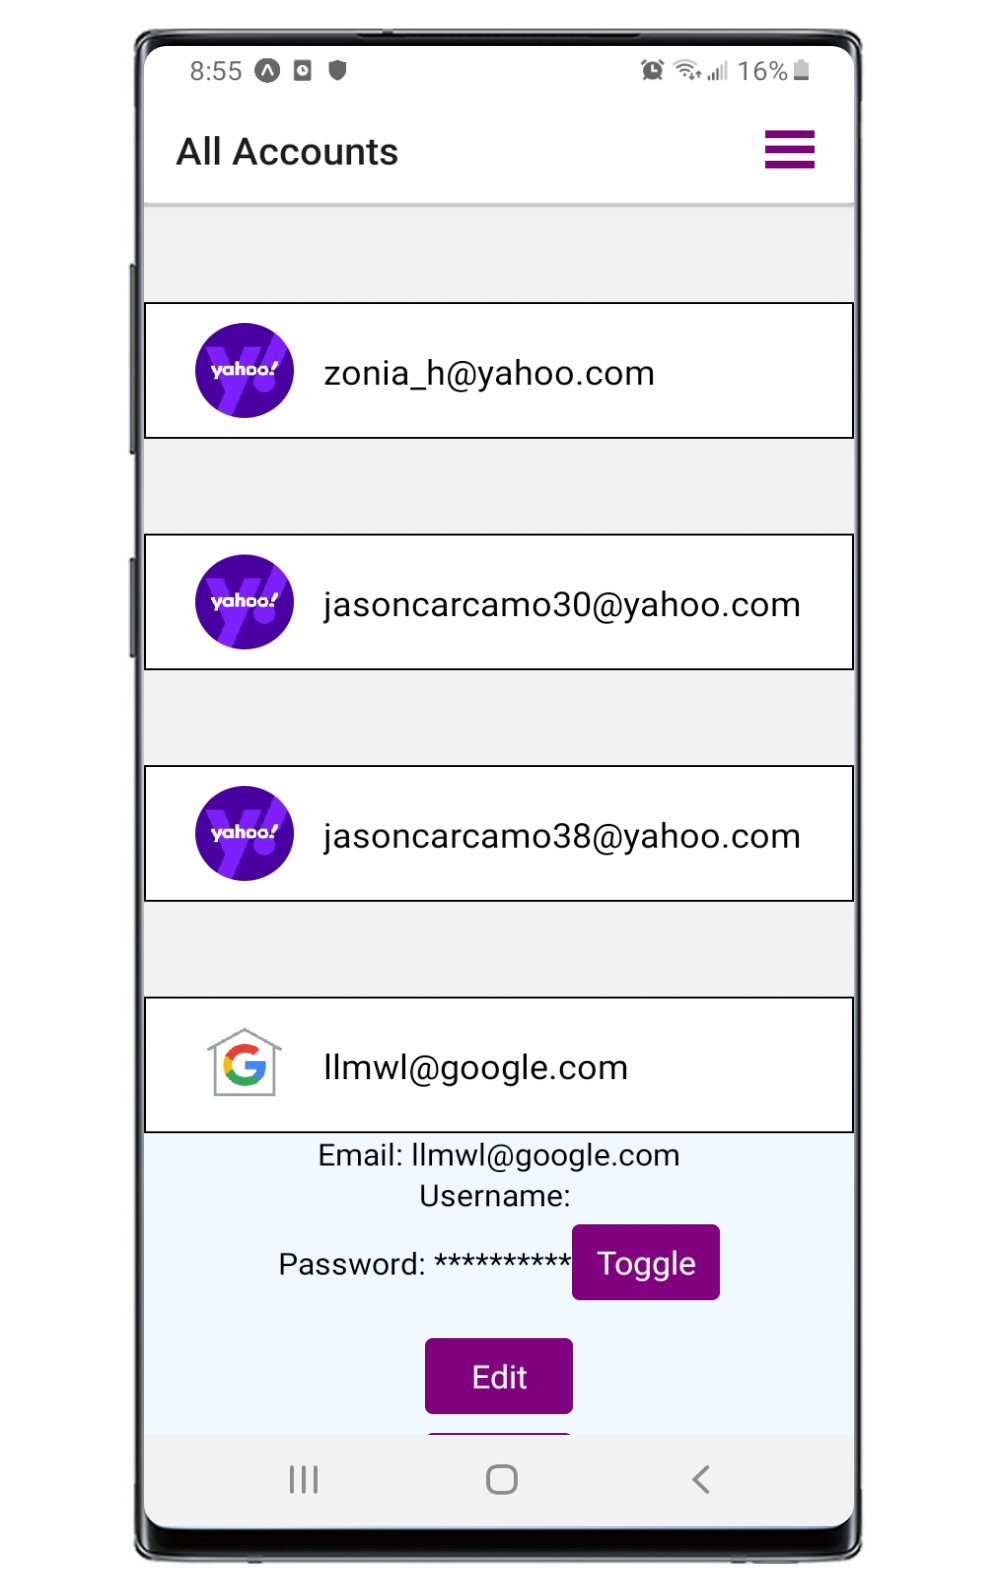 8:55 16%
All Accounts
yahoo! zonia_h@yahoo.com
yahoo! jasoncarcamo30@yahoo.com
yahoo! jasoncarcamo38@yahoo.com
G llmwl@google.com
Email: llmwl@google.com
Username:
Password: ********** Toggle
Edit